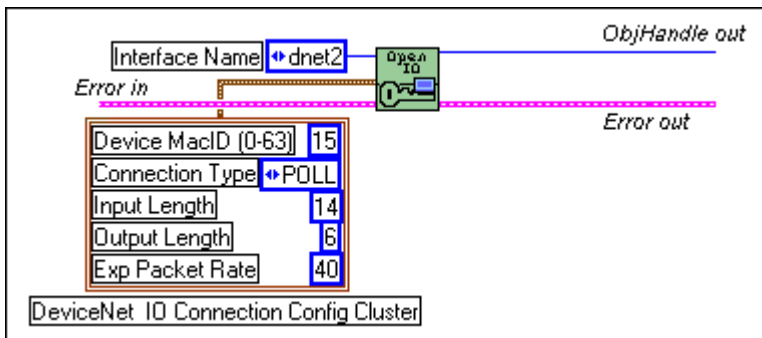 ObjHandle out
Interface Name dnet2
Open IO
Error in
Error out
Device MacID (0-63) 15
Connection Type POLL
Input Length 14
Output Length 6
Exp Packet Rate 40
DeviceNet IO Connection Config Cluster